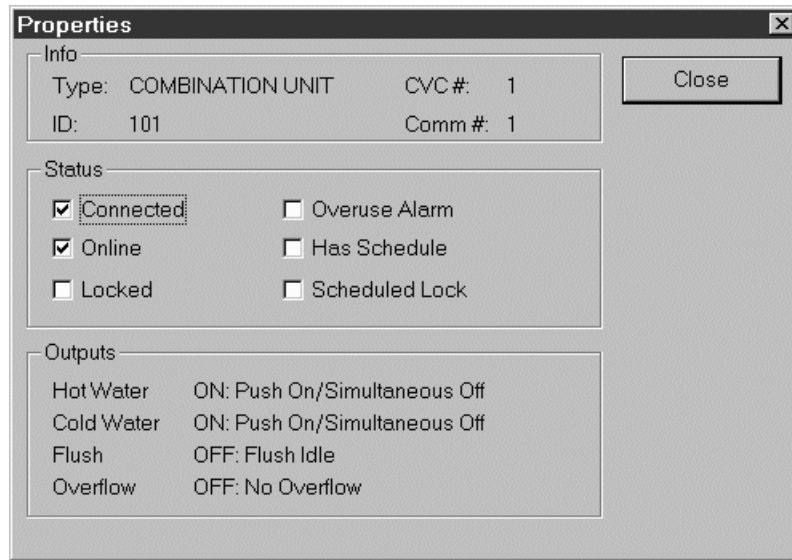 Properties
Info
Type: COMBINATION UNIT CVC #: 1
ID: 101 Comm #: 1
Close
Status
Connected Overuse Alarm
Online Has Schedule
Locked Scheduled Lock
Outputs
Hot Water ON: Push On/Simultaneous Off
Cold Water ON: Push On/Simultaneous Off
Flush OFF: Flush Idle
Overflow OFF: No Overflow